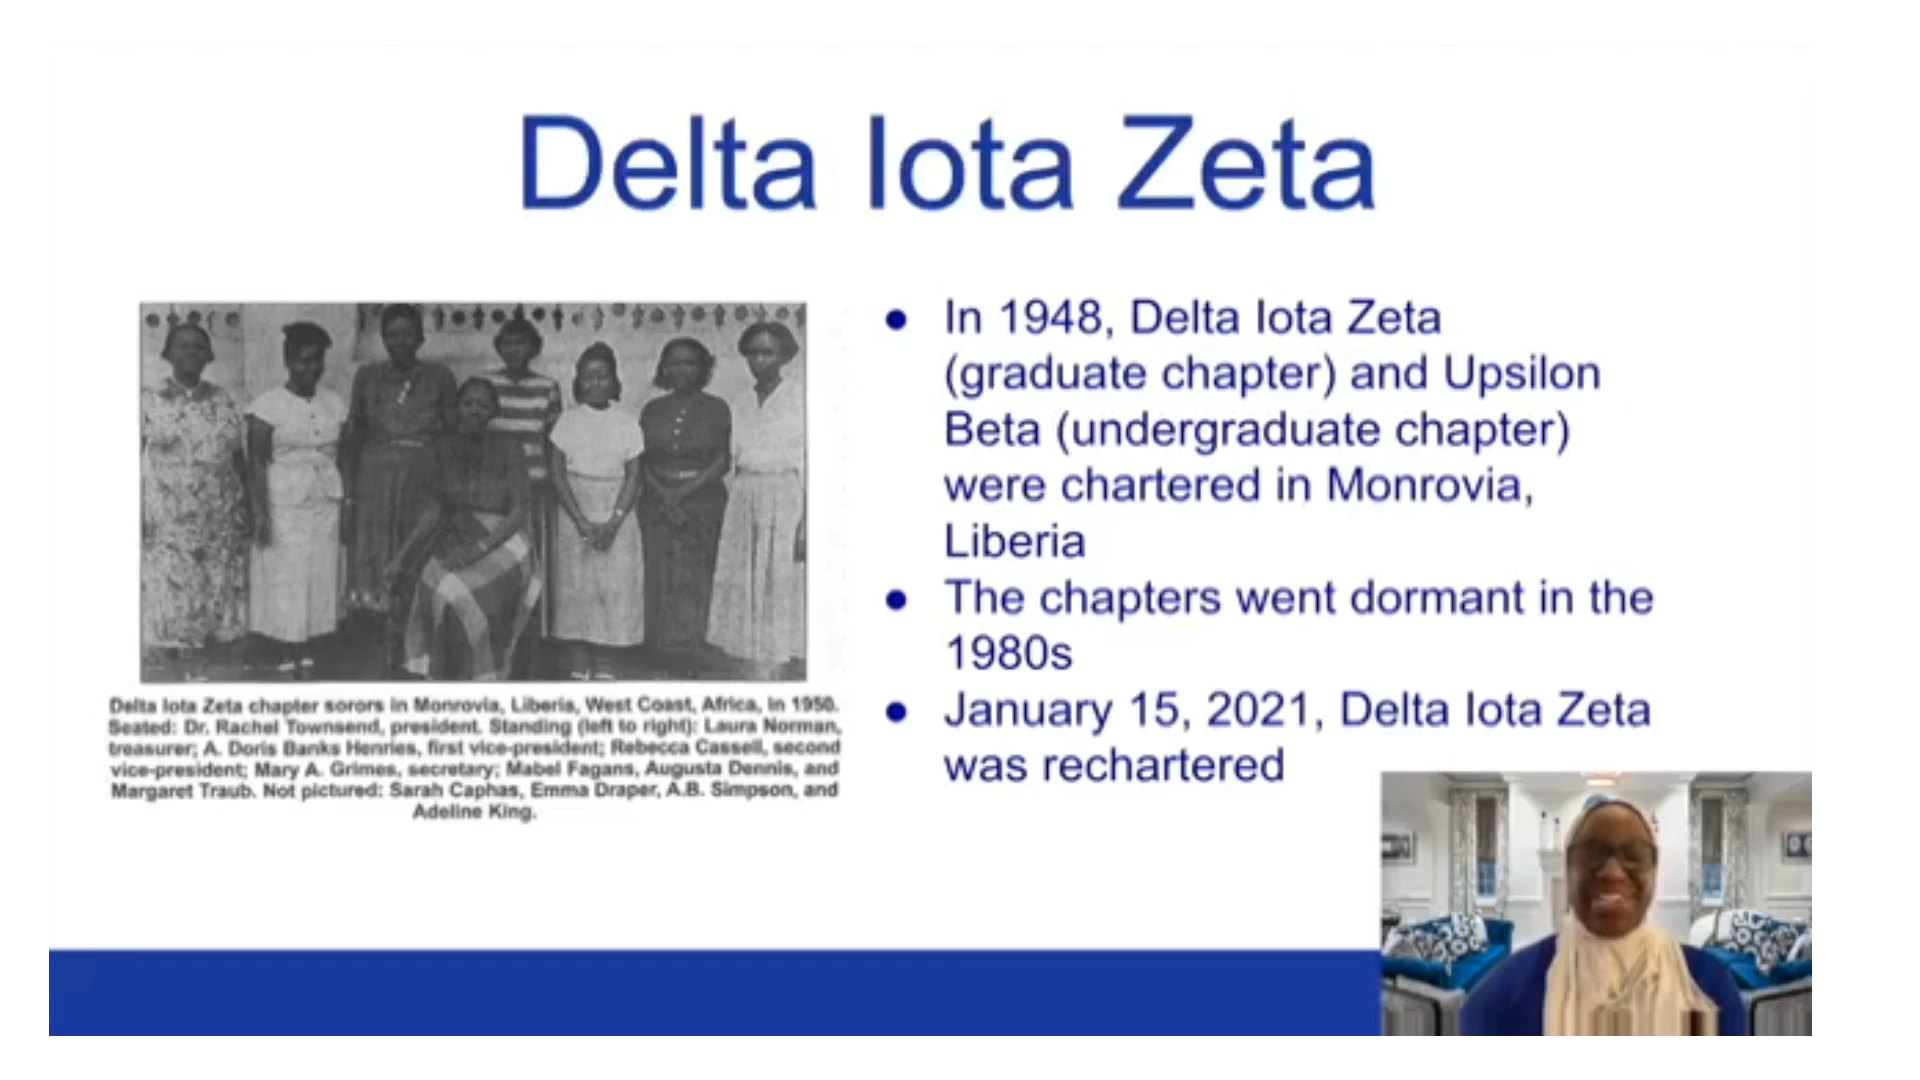 Delta Iota Zeta
Delta Iota Zeta chapter sorors in Monrovia, Liberia, West Coast, Africa, in 1950.
Seated: Dr. Rachel Townsend, president. Standing (left to right): Laura Norman,
treasurer; A. Doris Banks Henries, first vice-president; Rebecca Cassell, second
vice-president; Mary A. Grimes, secretary; Mabel Fagans, Augusta Dennis, and
Margaret Traub. Not pictured: Sarah Caphas, Emma Draper, A.B. Simpson, and
Adeline King.
● In 1948, Delta Iota Zeta
(graduate chapter) and Upsilon
Beta (undergraduate chapter)
were chartered in Monrovia,
Liberia
● The chapters went dormant in the
1980s
● January 15, 2021, Delta Iota Zeta
was rechartered